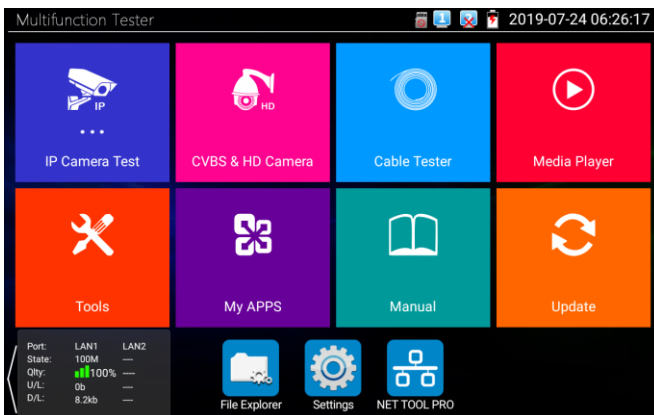 Multifunction Tester
1
2019-07-24 06:26:17
IP
HD
IP Camera Test
CVBS & HD Camera
Cable Tester
Media Player
Tools
My APPS
Manual
Update
Port: LAN1 LAN2
State: 100M ---
Qlty: 100% ----
U/L: 0b ---
D/L: 8.2kb ---
File Explorer
Settings
NET TOOL PRO